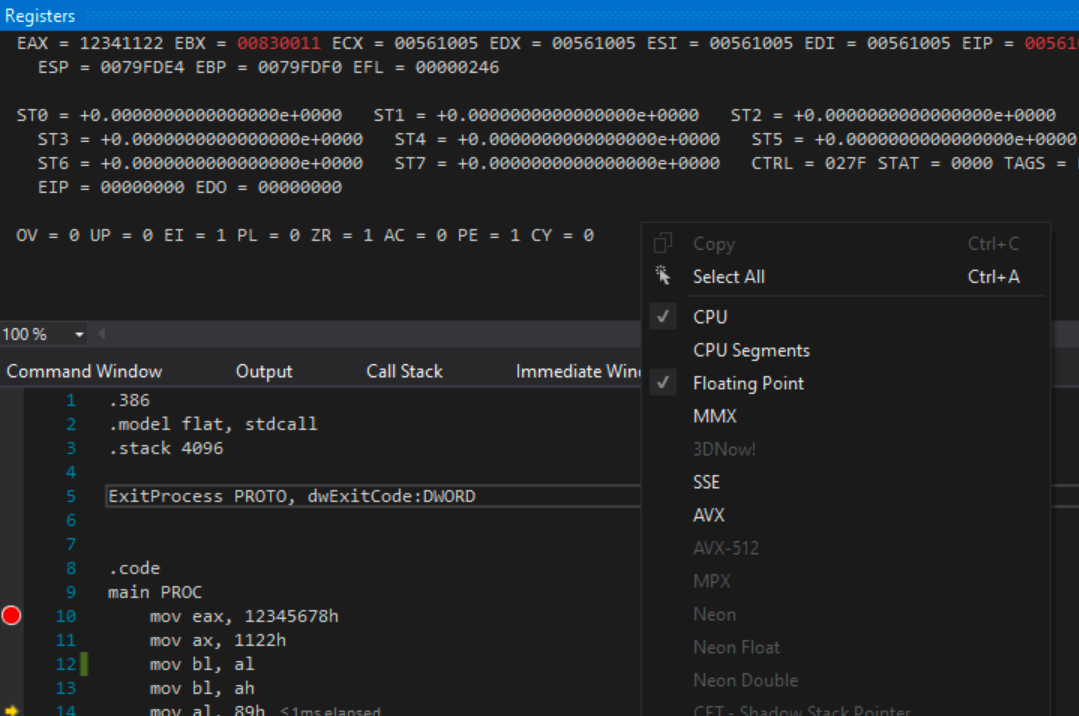 Registers
EAX = 12341122 EBX = 00830011 ECX = 00561005 EDX = 00561005 ESI = 00561005 EDI = 00561005 EIP = 00561
ESP = 0079FDE4 EBP = 0079FDF0 EFL = 00000246
ST0 = +0.0000000000000000e+0000 ST1 = +0.0000000000000000e+0000 ST2 = +0.0000000000000000e+0000
ST3 = +0.0000000000000000e+0000 ST4 = +0.0000000000000000e+0000 ST5 = +0.0000000000000000e+0000
ST6 = +0.0000000000000000e+0000 ST7 = +0.0000000000000000e+0000 CTRL = 027F STAT = 0000 TAGS =
EIP = 00000000 EDO = 00000000
OV = 0 UP = 0 EI = 1 PL = 0 ZR = 1 AC = 0 PE = 1 CY = 0
Copy Ctrl+C
Select All Ctrl+A
CPU
CPU Segments
Floating Point
MMX
3DNow!
SSE
AVX
AVX-512
MPX
Neon
Neon Float
Neon Double
CET - Shadow Stack Pointer
100 %
Command Window Output Call Stack Immediate Win
1 .386
2 .model flat, stdcall
3 .stack 4096
4
5 ExitProcess PROTO, dwExitCode:DWORD
6
7
8 .code
9 main PROC
10 mov eax, 12345678h
11 mov ax, 1122h
12 mov bl, al
13 mov bl, ah
14 mov al, 89h ≤1ms elapsed